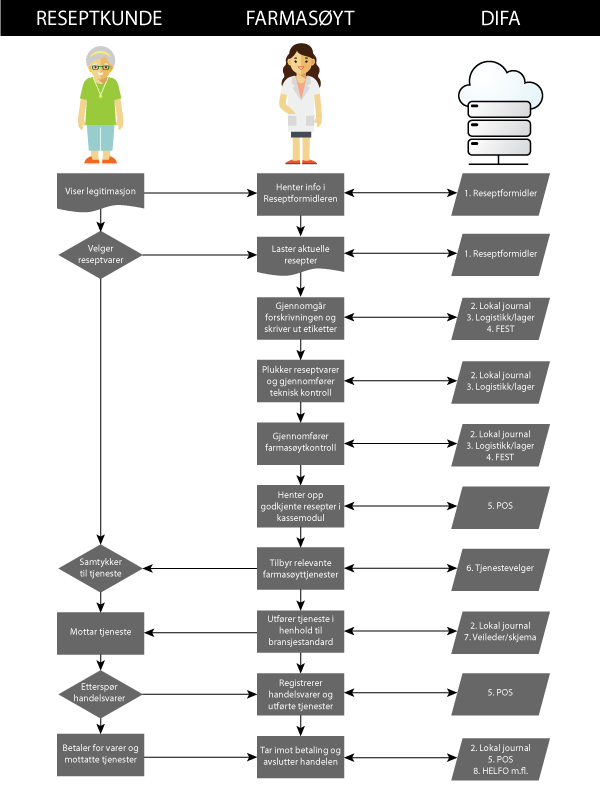 RESEPTKUNDE FARMASØYT DIFA
Viser legitimasjon
Henter info i
Reseptformidleren
1. Reseptformidler
Velger
reseptvarer
Laster aktuelle
resepter
1. Reseptformidler
Gjennomgår
forskrivningen og
skriver ut etiketter
2. Lokal journal
3. Logistikk/lager
4. FEST
Plukker reseptvarer
og gjennomfører
teknisk kontroll
2. Lokal journal
3. Logistikk/lager
Gjennomfører
farmasøytkontroll
2. Lokal journal
3. Logistikk/lager
4. FEST
Henter opp
godkjente resepter i
kassemodul
5. POS
Samtykker
til tjeneste
Tilbyr relevante
farmasøyttjenester
6. Tjenestevelger
Mottar tjeneste
Utfører tjeneste i
henhold til
bransjestandard
2. Lokal journal
7. Veileder/skjema
Etterspør
handelsvarer
Registrerer
handelsvarer og
utførte tjenester
5. POS
Betaler for varer og
mottatte tjenester
Tar imot betaling og
avslutter handelen
2. Lokal journal
5. POS
8. HELFO m.fl.